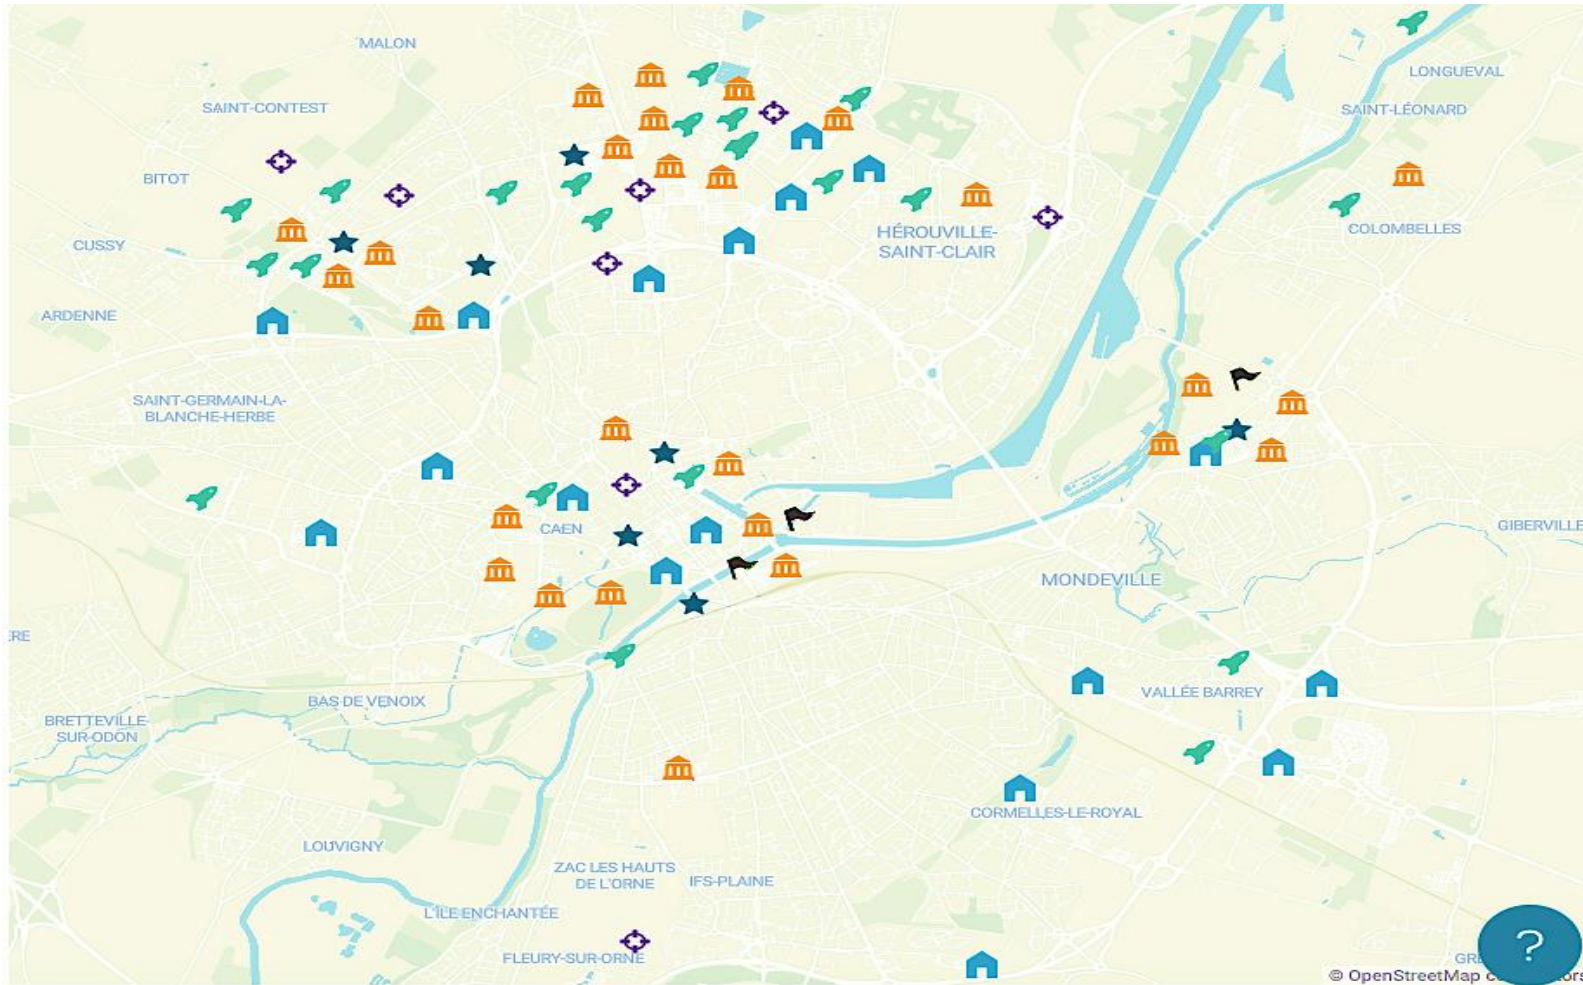 MALON
LONGUEVAL
SAINT-CONTEST
SAINT-LÉONARD
BITOT
CUSSY
HÉROUVILLE-
SAINT-CLAIR
COLOMBELLES
ARDENNE
SAINT-GERMAIN-LA-
BLANCHE-HERBE
CAEN
GIBERVILLE
MONDEVILLE
BAS DE VENOIX
VALLÉE BARREY
BRETTEVILLE-
SUR-ODON
CORMELLES-LE-ROYAL
LOUVIGNY
ZAC LES HAUTS
DE L'ORNE
IFS-PLAINE
L'ÎLE ENCHANTÉE
FLEURY-SUR-ORNE
?
© OpenStreetMap